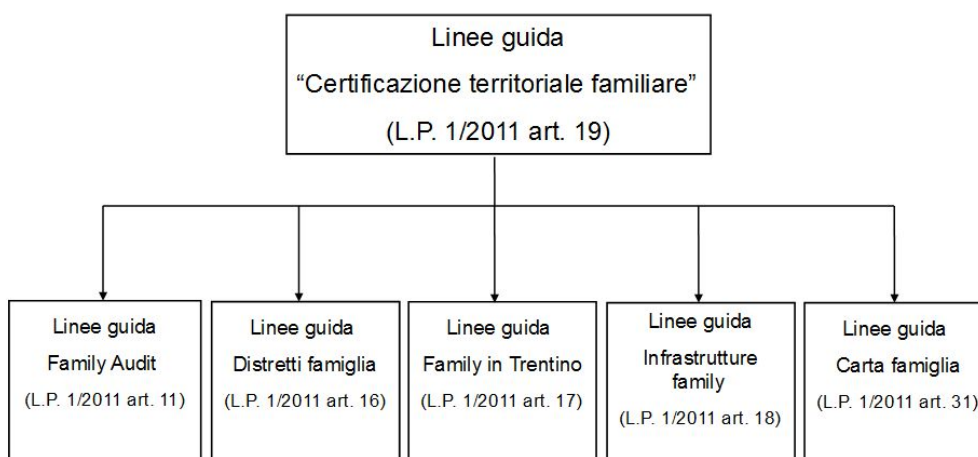 Linee guida
“Certificazione territoriale familiare”
(L.P. 1/2011 art. 19)
Linee guida
Family Audit
(L.P. 1/2011 art. 11)
Linee guida
Distretti famiglia
(L.P. 1/2011 art. 16)
Linee guida
Family in Trentino
(L.P. 1/2011 art. 17)
Linee guida
Infrastrutture
family
(L.P. 1/2011 art. 18)
Linee guida
Carta famiglia
(L.P. 1/2011 art. 31)